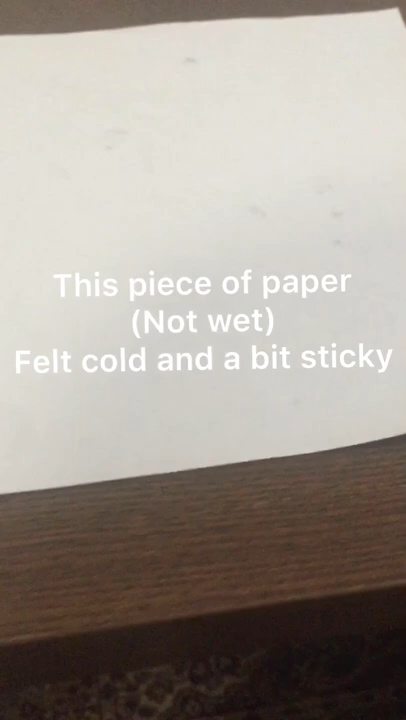 This piece of paper
(Not wet)
Felt cold and a bit sticky